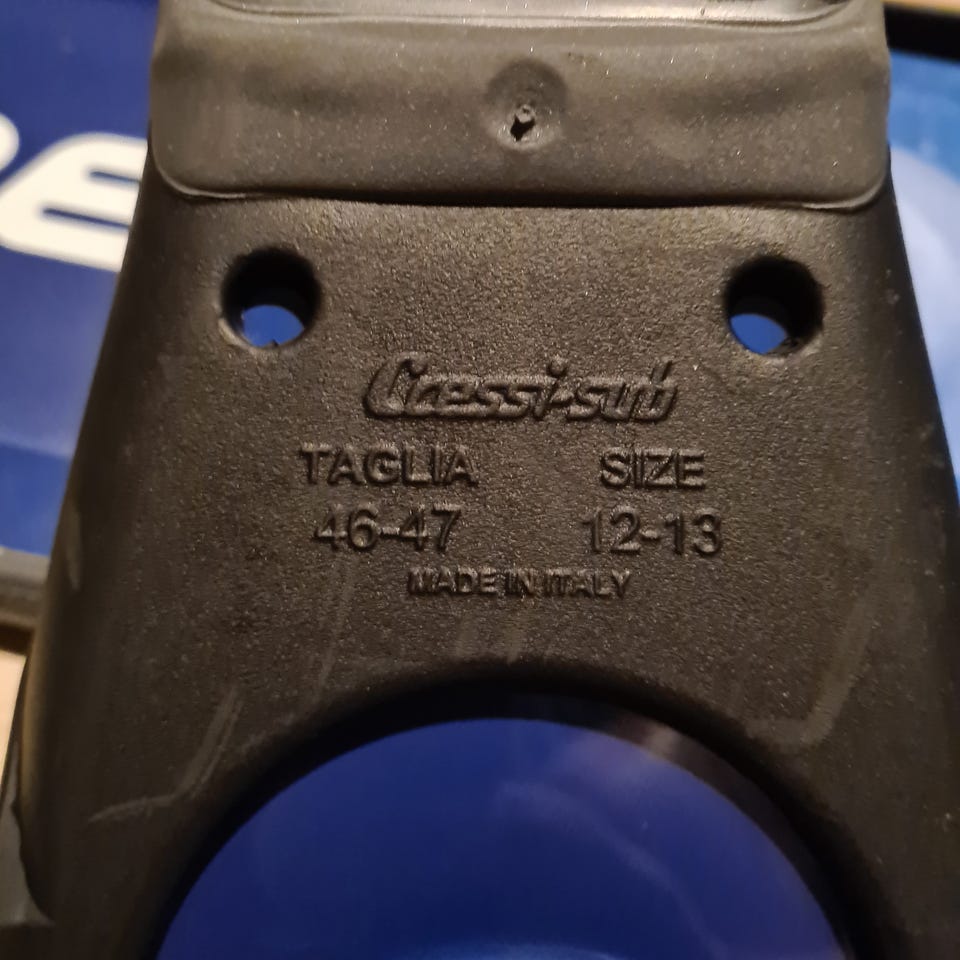 Cressi-sub
TAGLIA SIZE
46-47 12-13
MADE IN ITALY